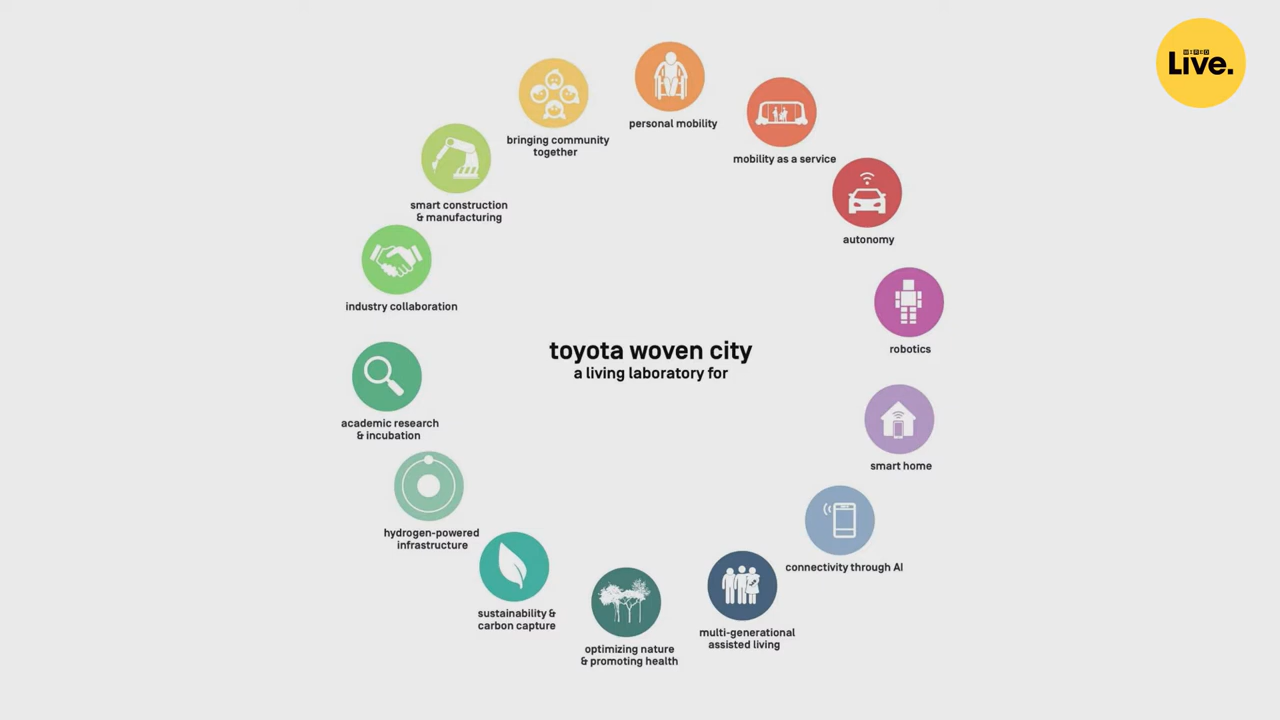 WIRED
Live.
personal mobility
mobility as a service
autonomy
robotics
smart home
connectivity through AI
multi-generational
assisted living
optimizing nature
& promoting health
sustainability &
carbon capture
hydrogen-powered
infrastructure
academic research
& incubation
industry collaboration
smart construction
& manufacturing
bringing community
together
toyota woven city
a living laboratory for